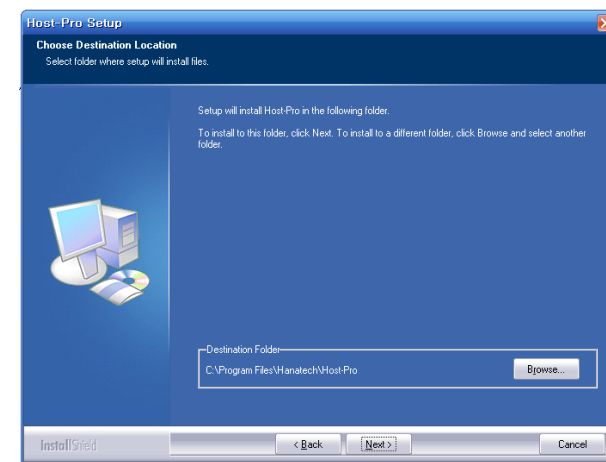 Host-Pro Setup
Choose Destination Location
Select folder where setup will install files.
Setup will install Host-Pro in the following folder.
To install to this folder, click Next. To install to a different folder, click Browse and select another
folder.
Destination Folder
C:\Program Files\Hanatech\Host-Pro
Browse...
InstallShield
< Back
Next >
Cancel